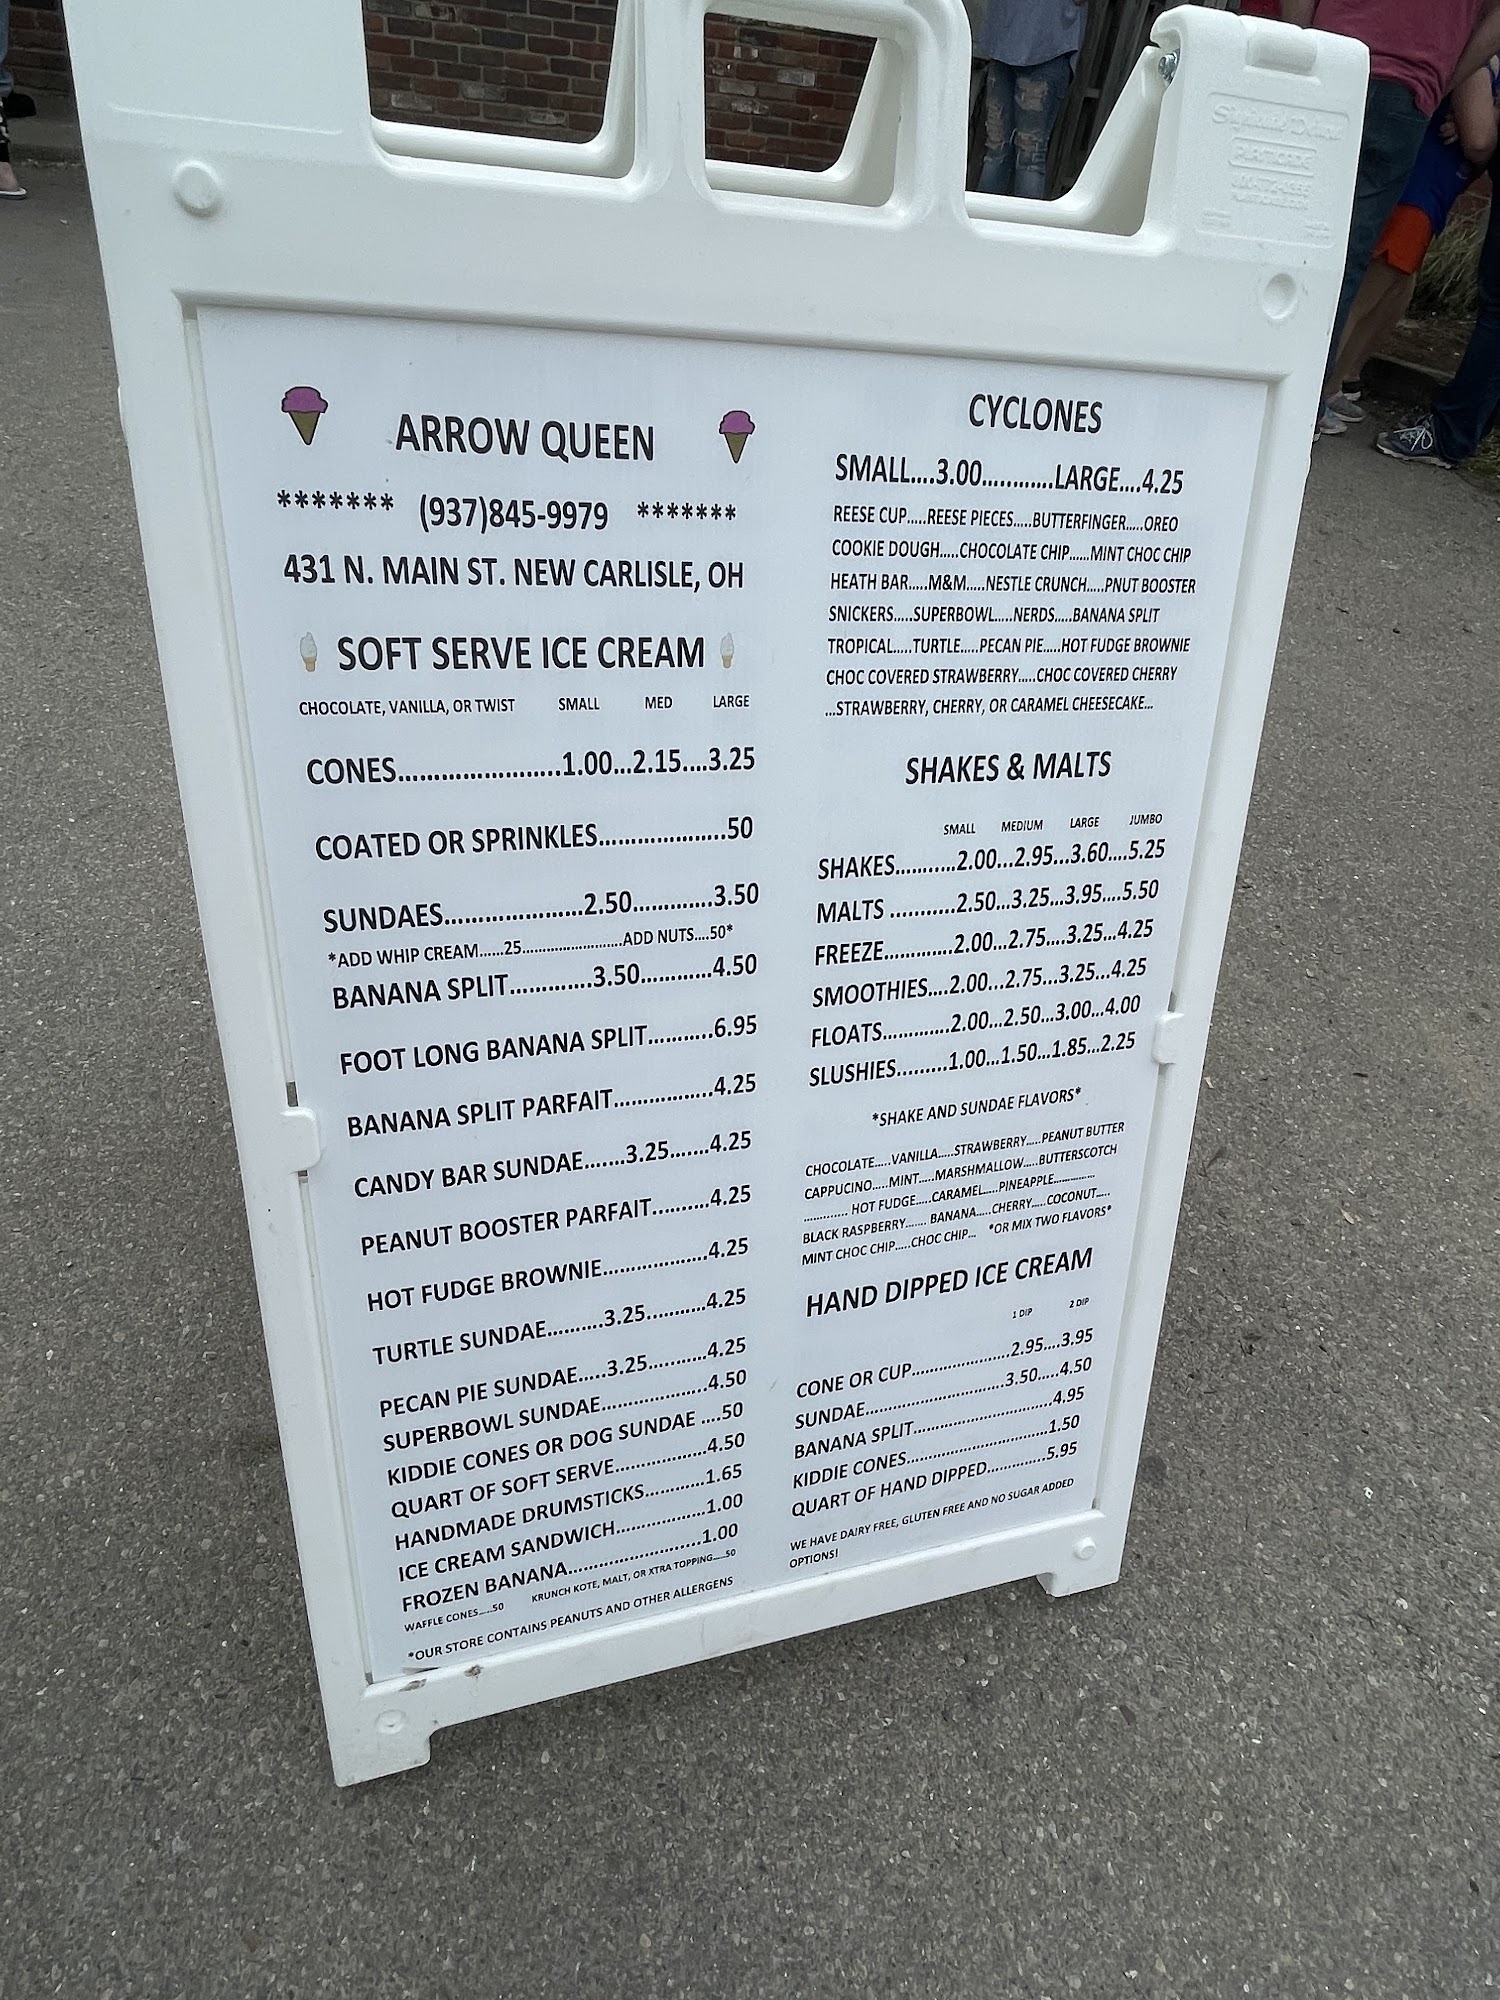 ARROW QUEEN
******* (937)845-9979 *******
431 N. MAIN ST. NEW CARLISLE, OH
SOFT SERVE ICE CREAM
CHOCOLATE, VANILLA, OR TWIST SMALL MED LARGE
CONES.......................1.00...2.15....3.25
COATED OR SPRINKLES...................50
SUNDAES......................2.50............3.50
*ADD WHIP CREAM......25........................ADD NUTS....50*
BANANA SPLIT.............3.50...........4.50
FOOT LONG BANANA SPLIT...........6.95
BANANA SPLIT PARFAIT................4.25
CANDY BAR SUNDAE.......3.25.......4.25
PEANUT BOOSTER PARFAIT..........4.25
HOT FUDGE BROWNIE..................4.25
TURTLE SUNDAE..........3.25...........4.25
PECAN PIE SUNDAE.....3.25...........4.25
SUPERBOWL SUNDAE..................4.50
KIDDIE CONES OR DOG SUNDAE ....50
QUART OF SOFT SERVE................4.50
HANDMADE DRUMSTICKS...........1.65
ICE CREAM SANDWICH.................1.00
FROZEN BANANA.........................1.00
WAFFLE CONES......50 KRUNCH KOTE, MALT, OR XTRA TOPPING......50
*OUR STORE CONTAINS PEANUTS AND OTHER ALLERGENS
CYCLONES
SMALL....3.00............LARGE....4.25
REESE CUP.....REESE PIECES.....BUTTERFINGER.....OREO
COOKIE DOUGH.....CHOCOLATE CHIP......MINT CHOC CHIP
HEATH BAR.....M&M.....NESTLE CRUNCH.....PNUT BOOSTER
SNICKERS.....SUPERBOWL.....NERDS.....BANANA SPLIT
TROPICAL.....TURTLE.....PECAN PIE.....HOT FUDGE BROWNIE
CHOC COVERED STRAWBERRY.....CHOC COVERED CHERRY
...STRAWBERRY, CHERRY, OR CARAMEL CHEESECAKE...
SHAKES & MALTS
SMALL MEDIUM LARGE JUMBO
SHAKES...........2.00...2.95...3.60....5.25
MALTS ...........2.50...3.25...3.95....5.50
FREEZE.............2.00...2.75....3.25...4.25
SMOOTHIES....2.00...2.75...3.25....4.25
FLOATS............2.00...2.50...3.00...4.00
SLUSHIES.........1.00...1.50...1.85...2.25
*SHAKE AND SUNDAE FLAVORS*
CHOCOLATE.....VANILLA.....STRAWBERRY.....PEANUT BUTTER
CAPPUCINO.....MINT.....MARSHMALLOW.....BUTTERSCOTCH
............. HOT FUDGE.....CARAMEL.....PINEAPPLE..............
BLACK RASPBERRY....... BANANA.....CHERRY.....COCONUT.....
MINT CHOC CHIP.....CHOC CHIP... *OR MIX TWO FLAVORS*
HAND DIPPED ICE CREAM
1 DIP 2 DIP
CONE OR CUP.................2.95....3.95
SUNDAE........................3.50.....4.50
BANANA SPLIT........................4.95
KIDDIE CONES........................1.50
QUART OF HAND DIPPED..............5.95
WE HAVE DAIRY FREE, GLUTEN FREE AND NO SUGAR ADDED
OPTIONS!